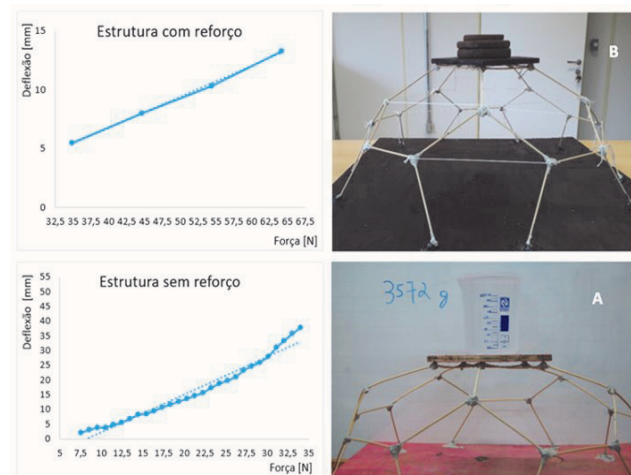 Estrutura com reforço
Deflexão [mm]
15
10
5
0
32,5 35 37,5 40 42,5 45 47,5 50 52,5 55 57,5 60 62,5 65 67,5
Força [N]
B
Estrutura sem reforço
Deflexão [mm]
55
50
45
40
35
30
25
20
15
10
5
0
5 7,5 10 12,5 15 17,5 20 22,5 25 27,5 30 32,5 35
Força [N]
3572 g
A